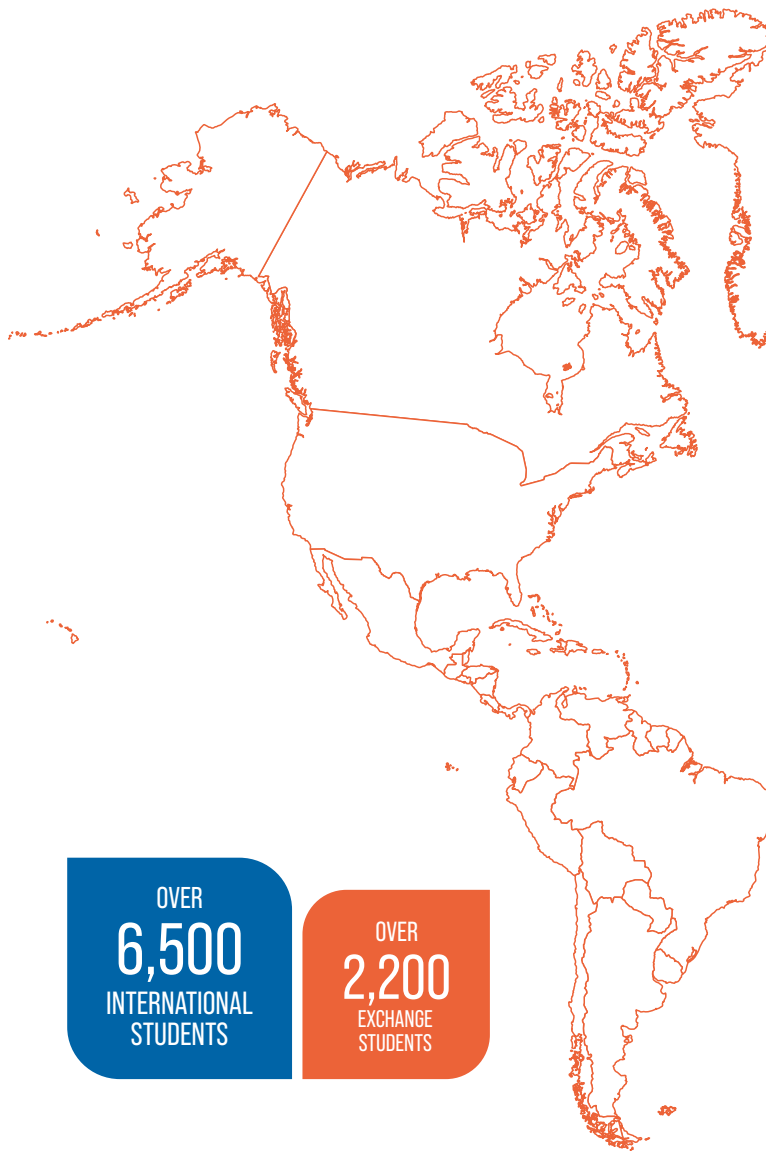 OVER
6,500
INTERNATIONAL
STUDENTS
OVER
2,200
EXCHANGE
STUDENTS